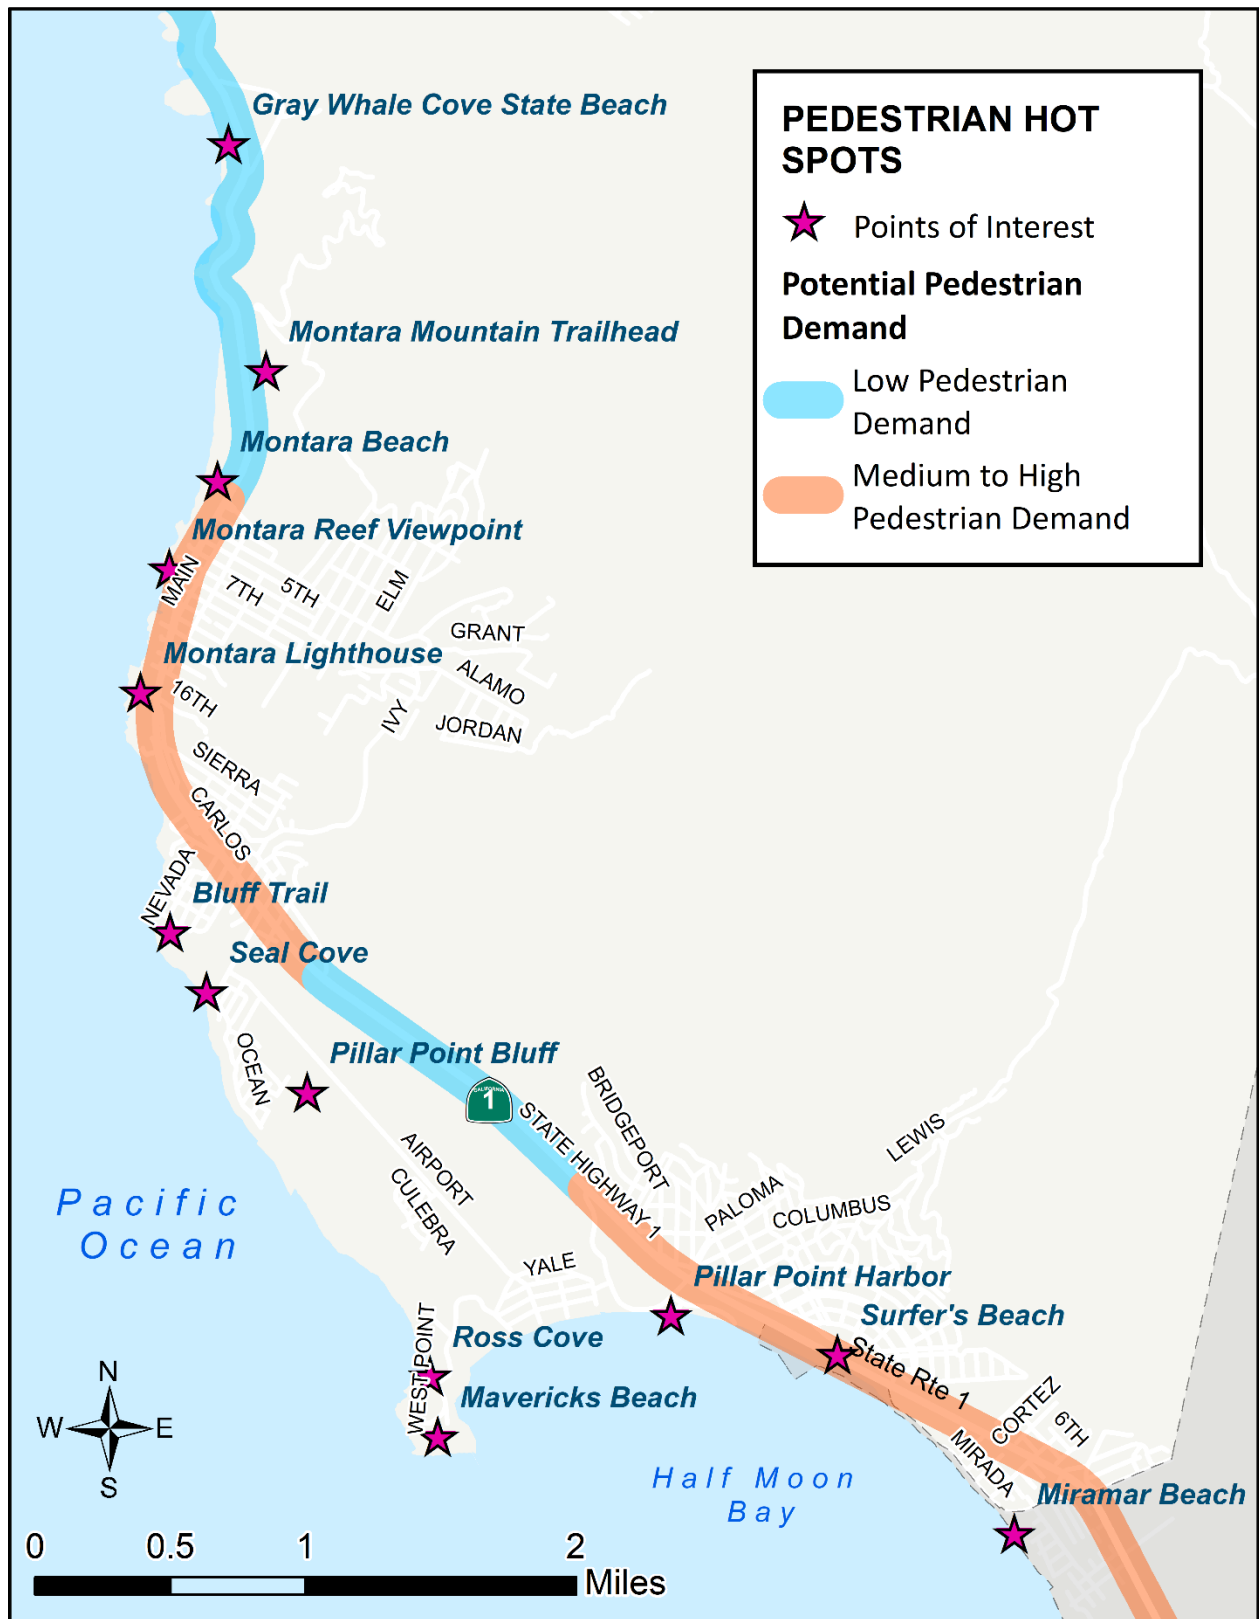 Gray Whale Cove State Beach
PEDESTRIAN HOT
SPOTS
Points of Interest
Potential Pedestrian
Demand
Low Pedestrian
Demand
Medium to High
Pedestrian Demand
Montara Mountain Trailhead
Montara Beach
Montara Reef Viewpoint
MAIN
7TH
5TH
ELM
GRANT
Montara Lighthouse
ALAMO
16TH
IVY
JORDAN
SIERRA
CARLOS
NEVADA
Bluff Trail
Seal Cove
OCEAN
Pillar Point Bluff
CALIFORNIA
1
STATE HIGHWAY 1
BRIDGEPORT
LEWIS
AIRPORT
CULEBRA
PALOMA
COLUMBUS
Pacific
Ocean
YALE
Pillar Point Harbor
Surfer's Beach
WEST POINT
Ross Cove
State Rte 1
Mavericks Beach
CORTEZ
6TH
MIRADA
Half Moon
Bay
Miramar Beach
N
W
E
S
0 0.5 1 2
Miles